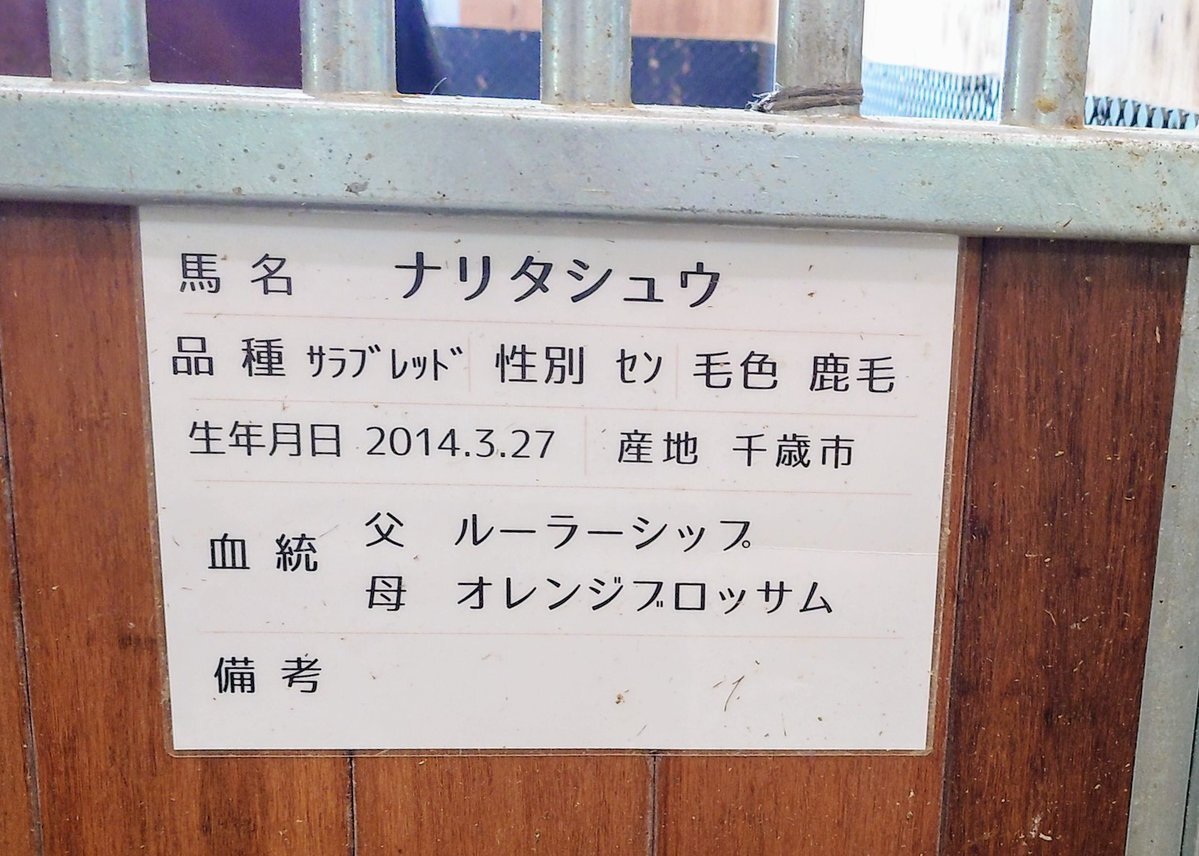 馬名 ナリタシュウ
品種 ｻﾗﾌﾞﾚｯﾄﾞ 性別 ｾﾝ 毛色 鹿毛
生年月日 2014.3.27 産地 千歳市
血統 父 ルーラーシップ
母 オレンジブロッサム
備考